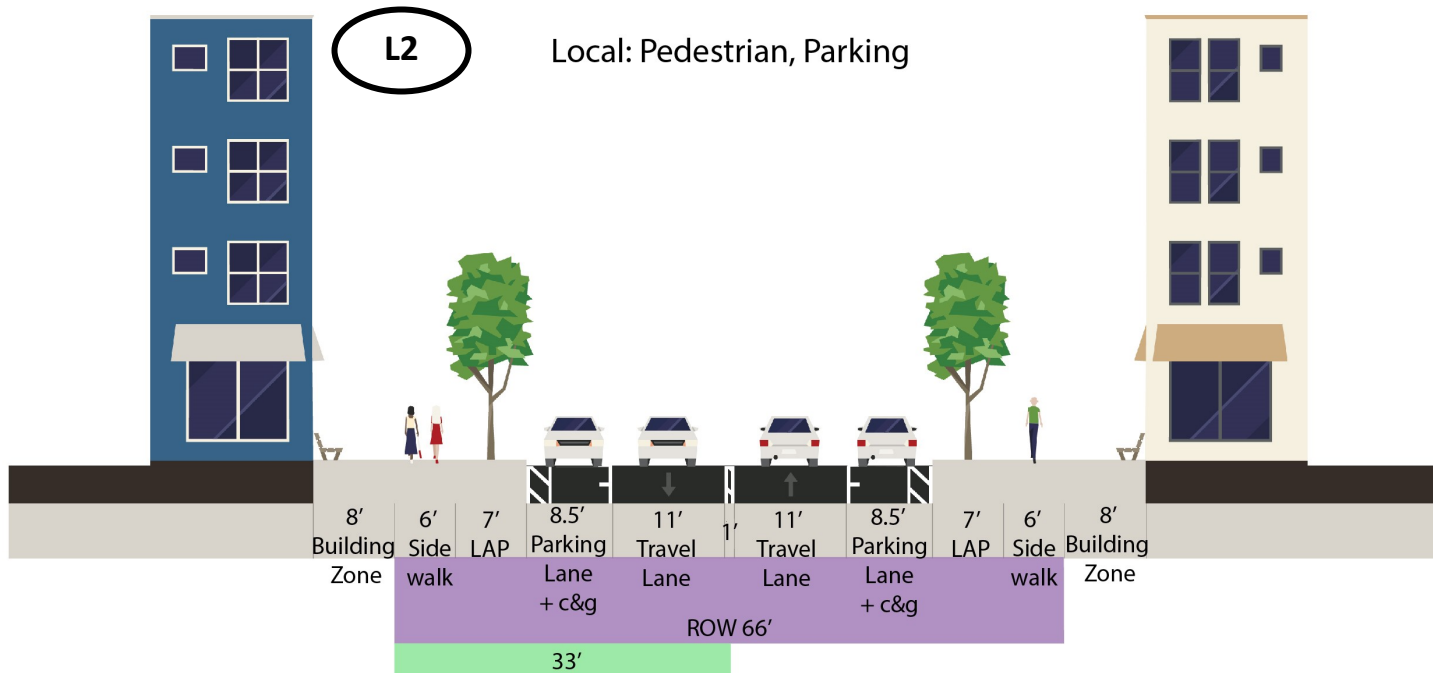 L2
Local: Pedestrian, Parking
8’
Building
Zone
6’
Side
walk
7’
LAP
8.5’
Parking
Lane
+ c&g
11’
Travel
Lane
1’
11’
Travel
Lane
8.5’
Parking
Lane
+ c&g
7’
LAP
6’
Side
walk
8’
Building
Zone
ROW 66’
33’